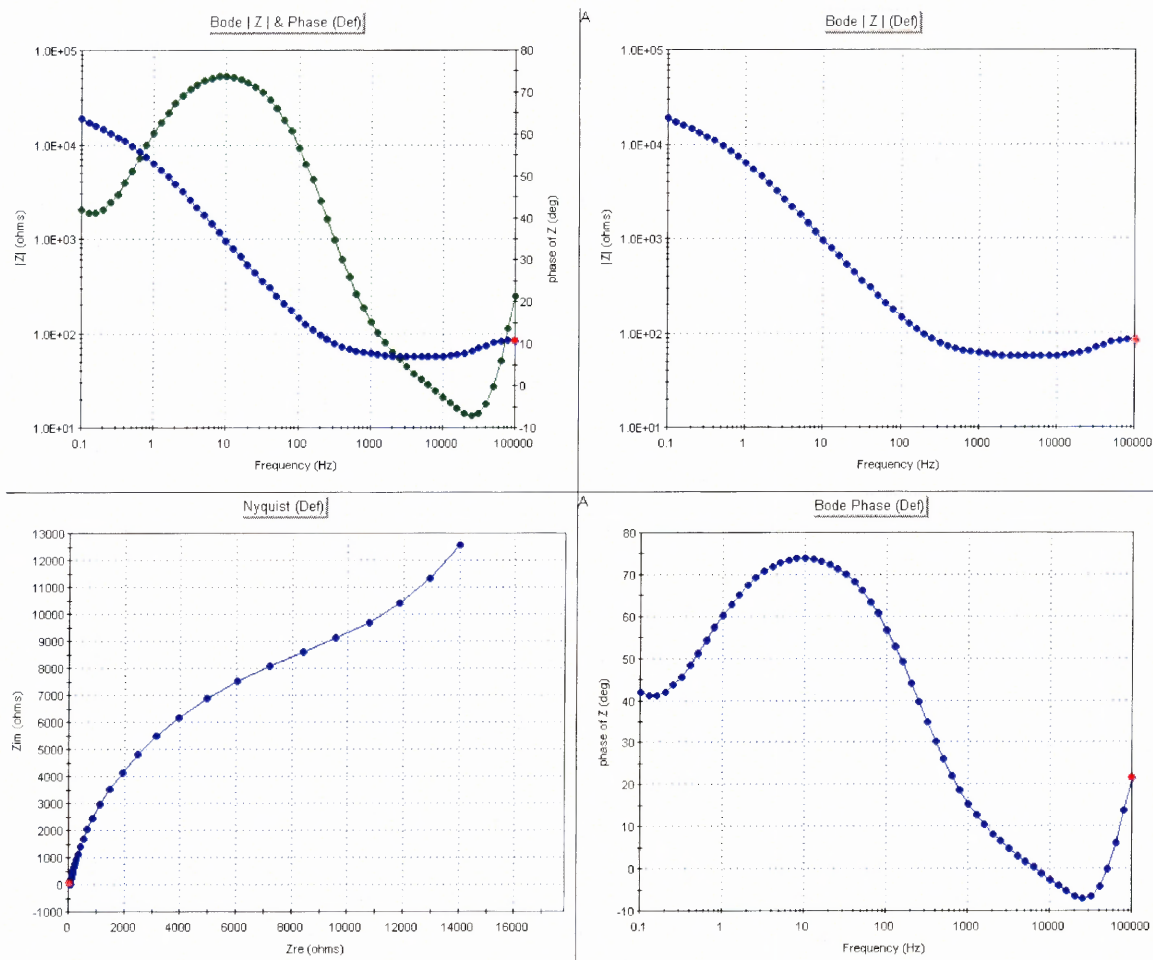 Bode | Z | & Phase (Def)
1.0E+05
1.0E+04
1.0E+03
1.0E+02
1.0E+01
|Z| (ohms)
80
70
60
50
40
30
20
10
0
-10
phase of Z (deg)
0.1 1 10 100 1000 10000 100000
Frequency (Hz)
A
Bode | Z | (Def)
1.0E+05
1.0E+04
1.0E+03
1.0E+02
1.0E+01
|Z| (ohms)
0.1 1 10 100 1000 10000 100000
Frequency (Hz)
Nyquist (Def)
13000
12000
11000
10000
9000
8000
7000
6000
5000
4000
3000
2000
1000
0
-1000
Zim (ohms)
0 2000 4000 6000 8000 10000 12000 14000 16000
Zre (ohms)
A
Bode Phase (Def)
80
70
60
50
40
30
20
10
0
-10
phase of Z (deg)
0.1 1 10 100 1000 10000 100000
Frequency (Hz)